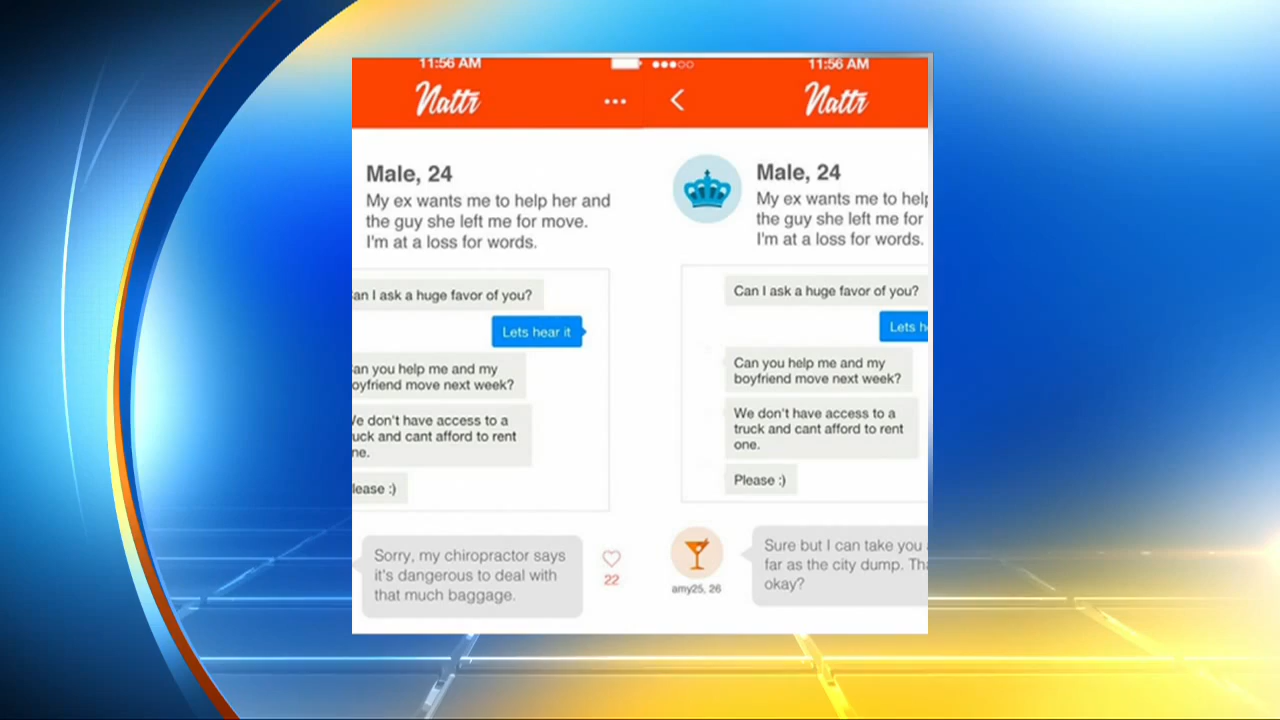 11:56 AM
Nattr
Male, 24
My ex wants me to help her and
the guy she left me for move.
I'm at a loss for words.
an I ask a huge favor of you?
Lets hear it
an you help me and my
oyfriend move next week?
e don't have access to a
uck and cant afford to rent
ne.
lease :)
Sorry, my chiropractor says
it's dangerous to deal with
that much baggage.
22
11:56 AM
Nattr
Male, 24
My ex wants me to help
the guy she left me for
I'm at a loss for words.
Can I ask a huge favor of you?
Lets h
Can you help me and my
boyfriend move next week?
We don't have access to a
truck and cant afford to rent
one.
Please :)
amy25, 26
Sure but I can take you
far as the city dump. Th
okay?